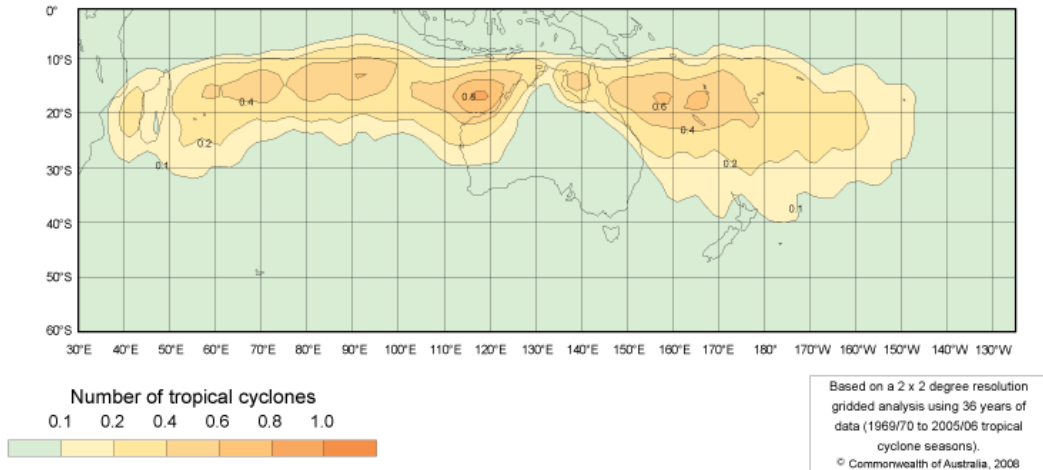 0°
10°S
20°S
30°S
40°S
50°S
60°S
0.4
0.2
0.1
0.8
0.6
0.4
0.2
0.1
30°E 40°E 50°E 60°E 70°E 80°E 90°E 100°E 110°E 120°E 130°E 140°E 150°E 160°E 170°E 180° 170°W 160°W 150°W 140°W 130°W
Number of tropical cyclones
0.1 0.2 0.4 0.6 0.8 1.0
Based on a 2 x 2 degree resolution
gridded analysis using 36 years of
data (1969/70 to 2005/06 tropical
cyclone seasons).
© Commonwealth of Australia, 2008